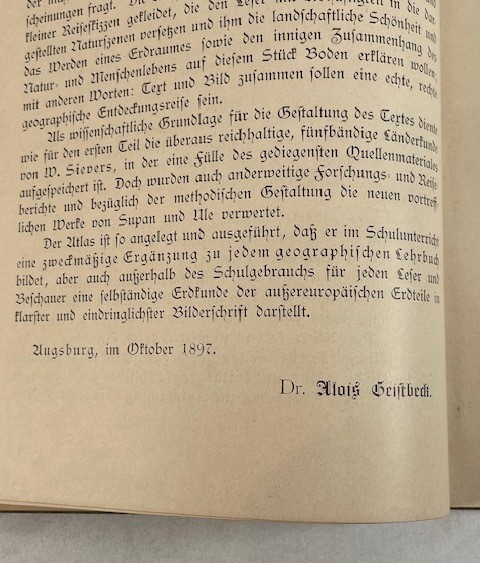 scheinungen fragt. Die
kleiner Reiseskizzen gekleidet, die den Leser mit in die dar-
gestellten Naturszenen versetzen und ihm die landschaftliche Schönheit und
das Werden eines Erdraumes sowie den innigen Zusammenhang des
Natur- und Menschenlebens auf diesem Stück Boden erklären wollen;
mit anderen Worten: Text und Bild zusammen sollen eine echte, rechte
geographische Entdeckungsreise sein.
Als wissenschaftliche Grundlage für die Gestaltung des Textes diente
wie für den ersten Teil die überaus reichhaltige, fünfbändige Länderkunde
von W. Sievers, in der eine Fülle des gediegensten Quellenmateriales
aufgespeichert ist. Doch wurden auch anderweitige Forschungs- und Reise-
berichte und bezüglich der methodischen Gestaltung die neuen vortreff-
lichen Werke von Supan und Ule verwertet.
Der Atlas ist so angelegt und ausgeführt, daß er im Schulunterricht
eine zweckmäßige Ergänzung zu jedem geographischen Lehrbuch
bildet, aber auch außerhalb des Schulgebrauchs für jeden Leser und
Beschauer eine selbständige Erdkunde der außereuropäischen Erdteile in
klarster und eindringlichster Bilderschrift darstellt.
Augsburg, im Oktober 1897.
Dr. Alois Geistbeck.